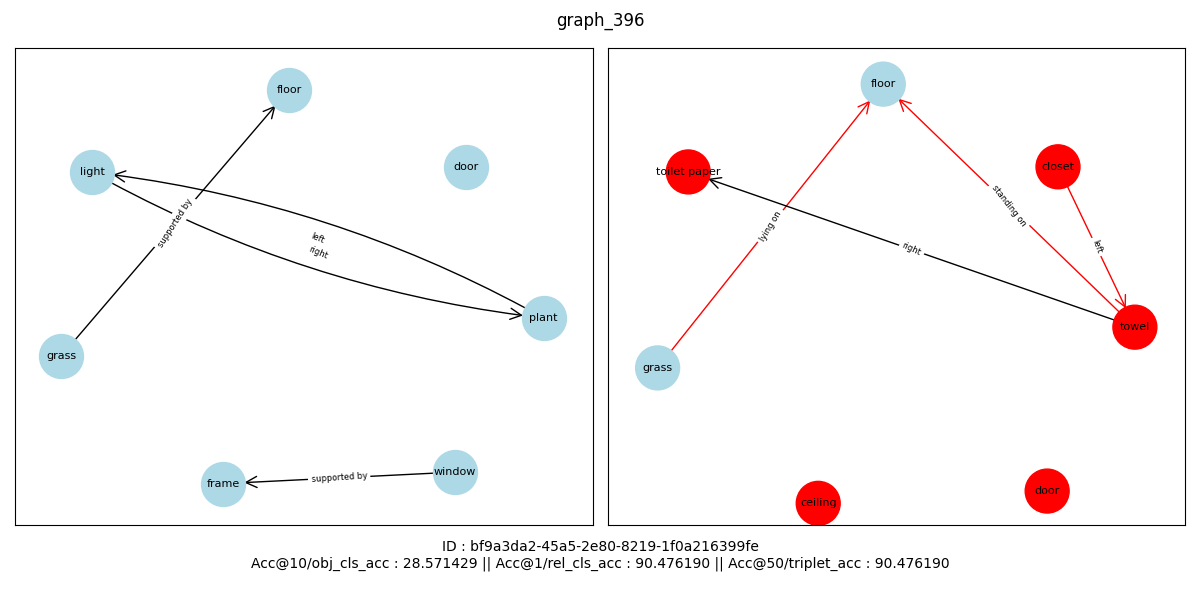 graph_396
floor
door
light
supported by
left
right
plant
grass
frame
supported by
window
floor
toilet paper
closet
lying on
standing on
right
left
towel
grass
ceiling
door
ID : bf9a3da2-45a5-2e80-8219-1f0a216399fe
Acc@10/obj_cls_acc : 28.571429 || Acc@1/rel_cls_acc : 90.476190 || Acc@50/triplet_acc : 90.476190